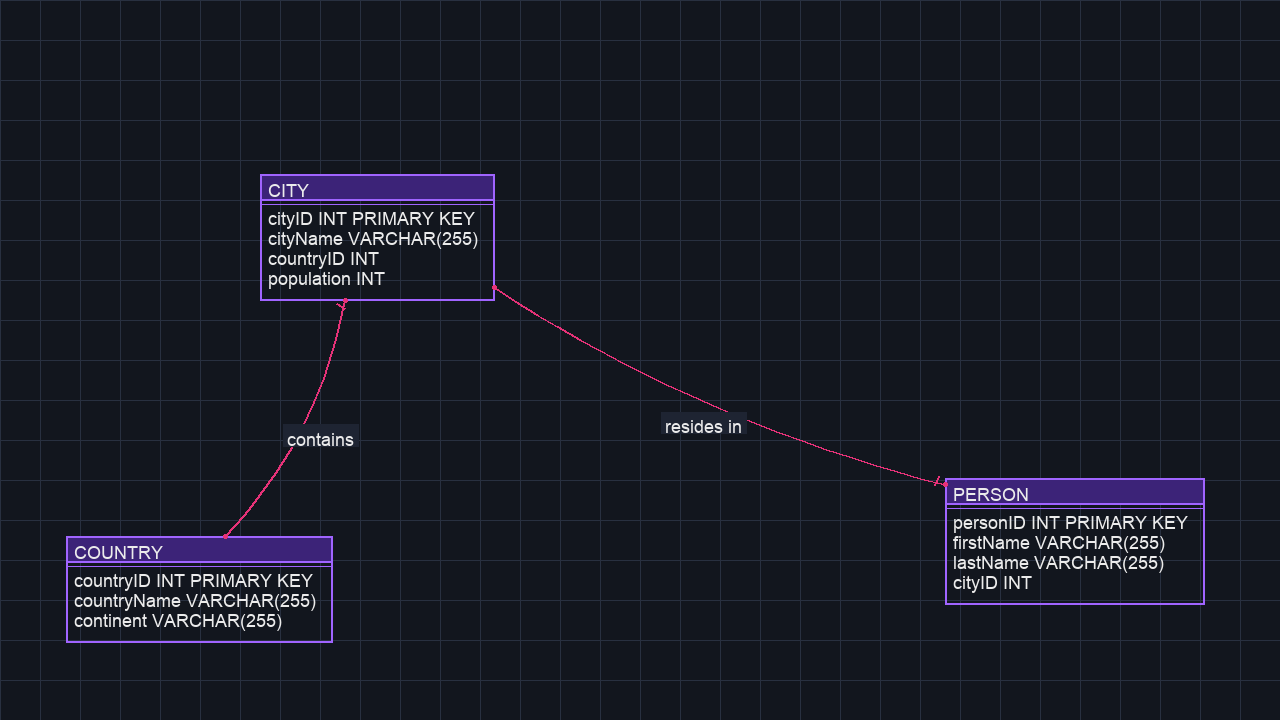 CITY
cityID INT PRIMARY KEY
cityName VARCHAR(255)
countryID INT
population INT
contains
resides in
PERSON
personID INT PRIMARY KEY
firstName VARCHAR(255)
lastName VARCHAR(255)
cityID INT
COUNTRY
countryID INT PRIMARY KEY
countryName VARCHAR(255)
continent VARCHAR(255)